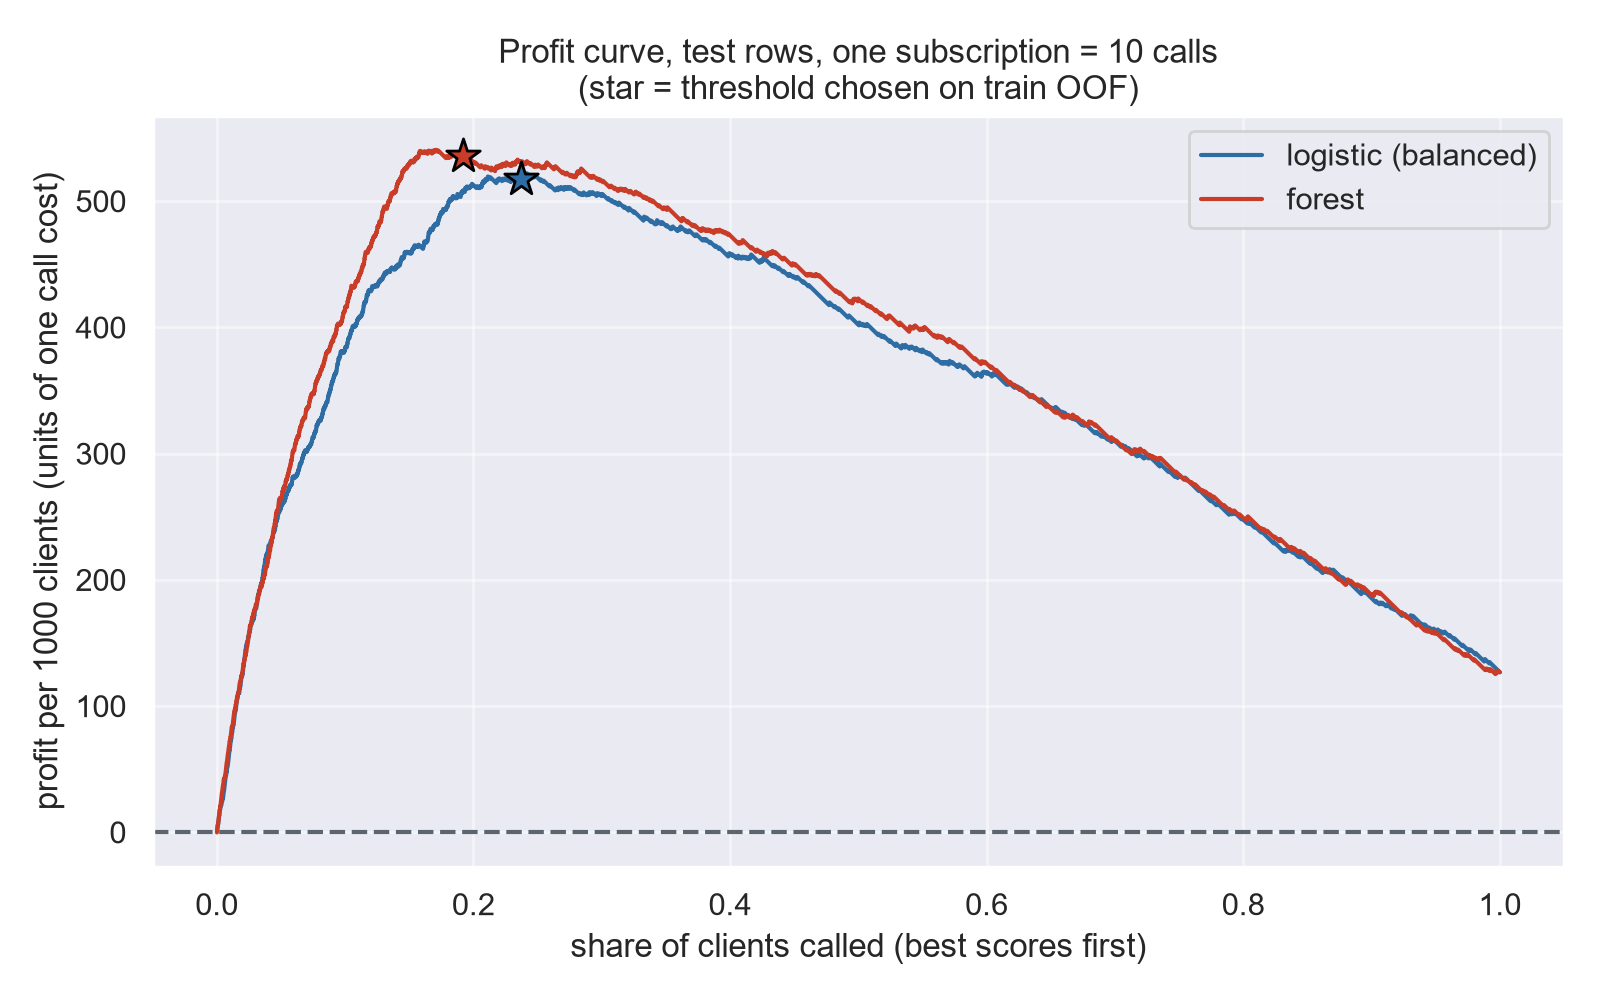 Profit curve, test rows, one subscription = 10 calls
(star = threshold chosen on train OOF)
logistic (balanced)
forest
profit per 1000 clients (units of one call cost)
500
400
300
200
100
0
0.0
0.2
0.4
0.6
0.8
1.0
share of clients called (best scores first)